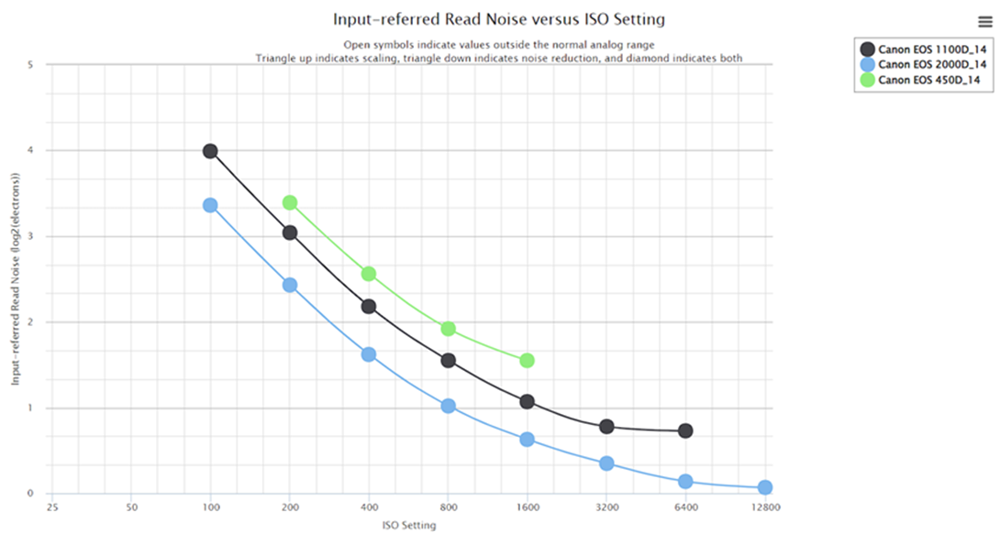 Input-referred Read Noise versus ISO Setting
Open symbols indicate values outside the normal analog range
Triangle up indicates scaling, triangle down indicates noise reduction, and diamond indicates both
Canon EOS 1100D_14
Canon EOS 2000D_14
Canon EOS 450D_14
Input-referred Read Noise (log2(electrons))
5
4
3
2
1
0
25 50 100 200 400 800 1600 3200 6400 12800
ISO Setting